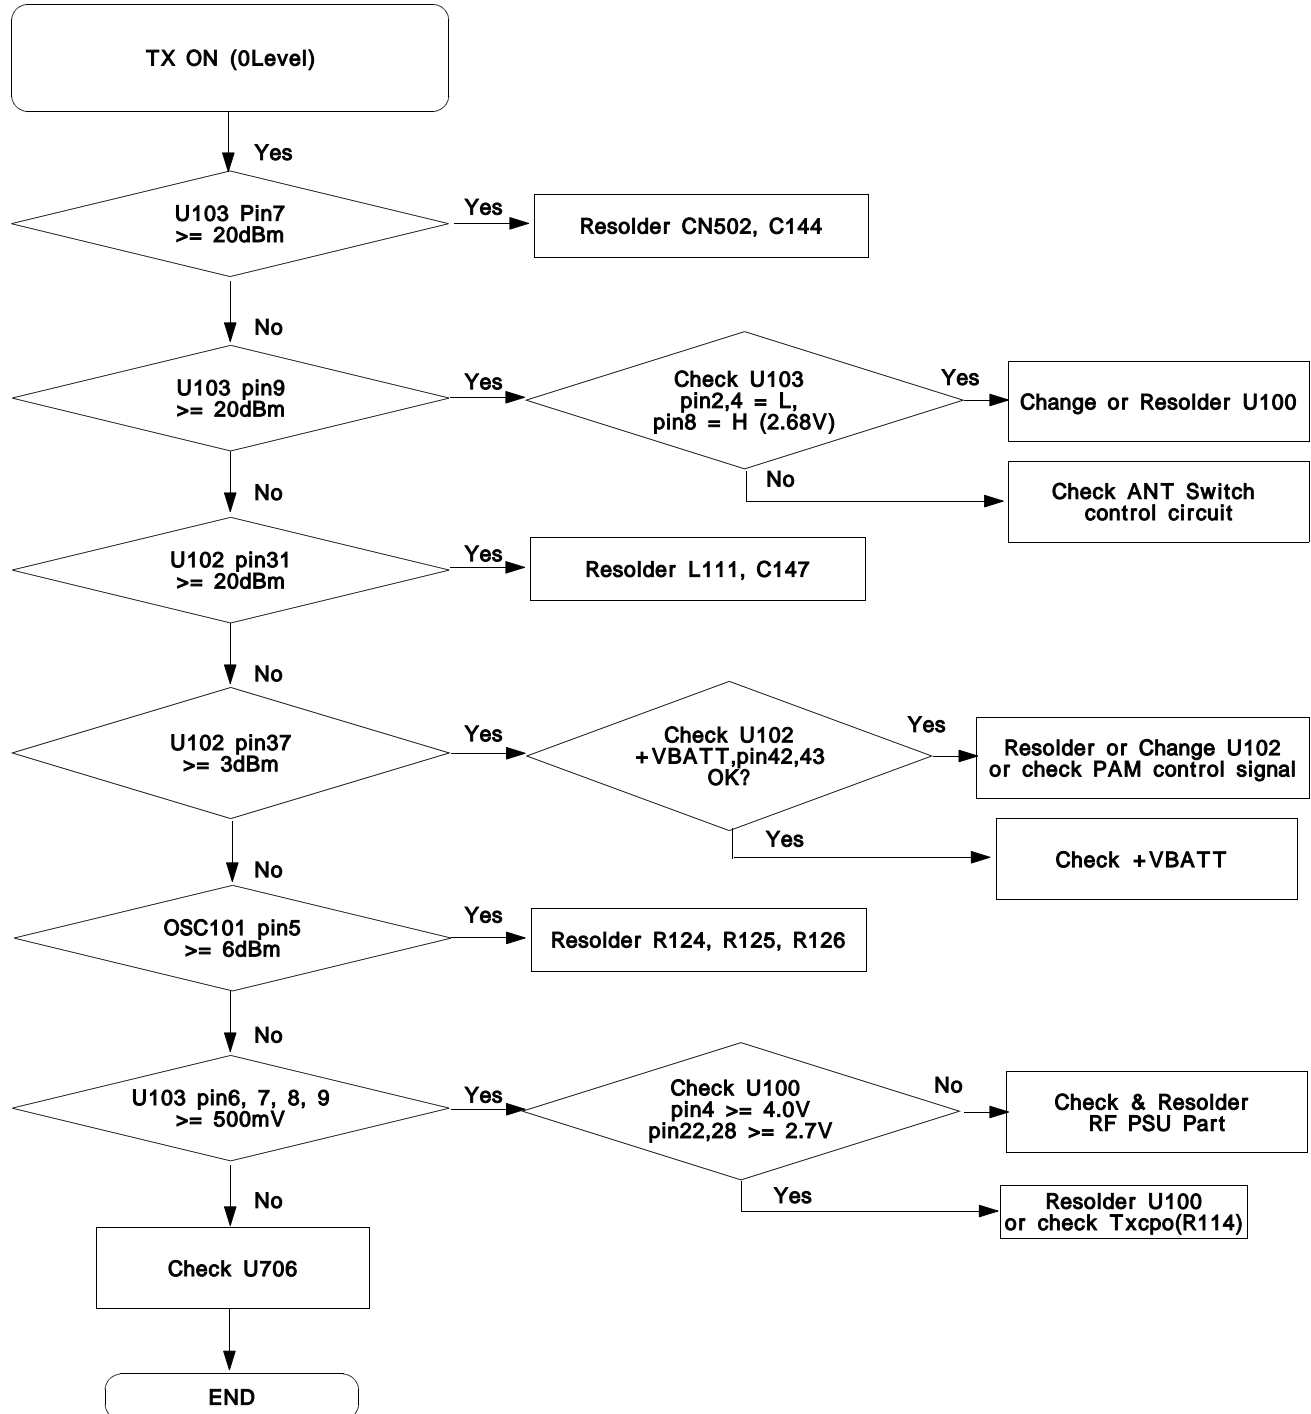 TX ON (0Level)
Yes
U103 Pin7
>= 20dBm
Yes
Resolder CN502, C144
No
U103 pin9
>= 20dBm
Yes
Check U103
pin2,4 = L,
pin8 = H (2.68V)
Yes
Change or Resolder U100
No
Check ANT Switch
control circuit
No
U102 pin31
>= 20dBm
Yes
Resolder L111, C147
No
U102 pin37
>= 3dBm
Yes
Check U102
+VBATT,pin42,43
OK?
Yes
Resolder or Change U102
or check PAM control signal
Yes
Check +VBATT
No
OSC101 pin5
>= 6dBm
Yes
Resolder R124, R125, R126
No
U103 pin6, 7, 8, 9
>= 500mV
Yes
Check U100
pin4 >= 4.0V
pin22,28 >= 2.7V
No
Check & Resolder
RF PSU Part
Yes
Resolder U100
or check Txcpo(R114)
No
Check U706
END